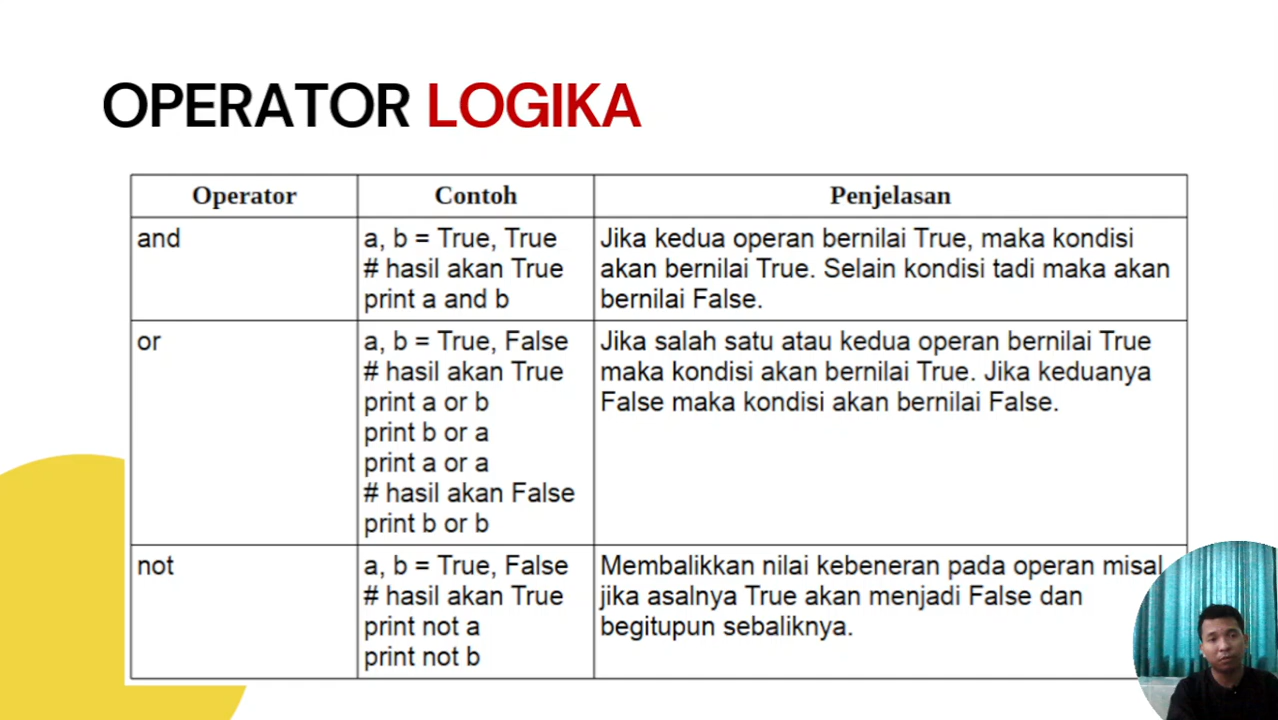 OPERATOR LOGIKA
Operator
Contoh
Penjelasan
and
a, b = True, True
# hasil akan True
print a and b
Jika kedua operan bernilai True, maka kondisi
akan bernilai True. Selain kondisi tadi maka akan
bernilai False.
or
a, b = True, False
# hasil akan True
print a or b
print b or a
print a or a
# hasil akan False
print b or b
Jika salah satu atau kedua operan bernilai True
maka kondisi akan bernilai True. Jika keduanya
False maka kondisi akan bernilai False.
not
a, b = True, False
# hasil akan True
print not a
print not b
Membalikkan nilai kebeneran pada operan misal
jika asalnya True akan menjadi False dan
begitupun sebaliknya.